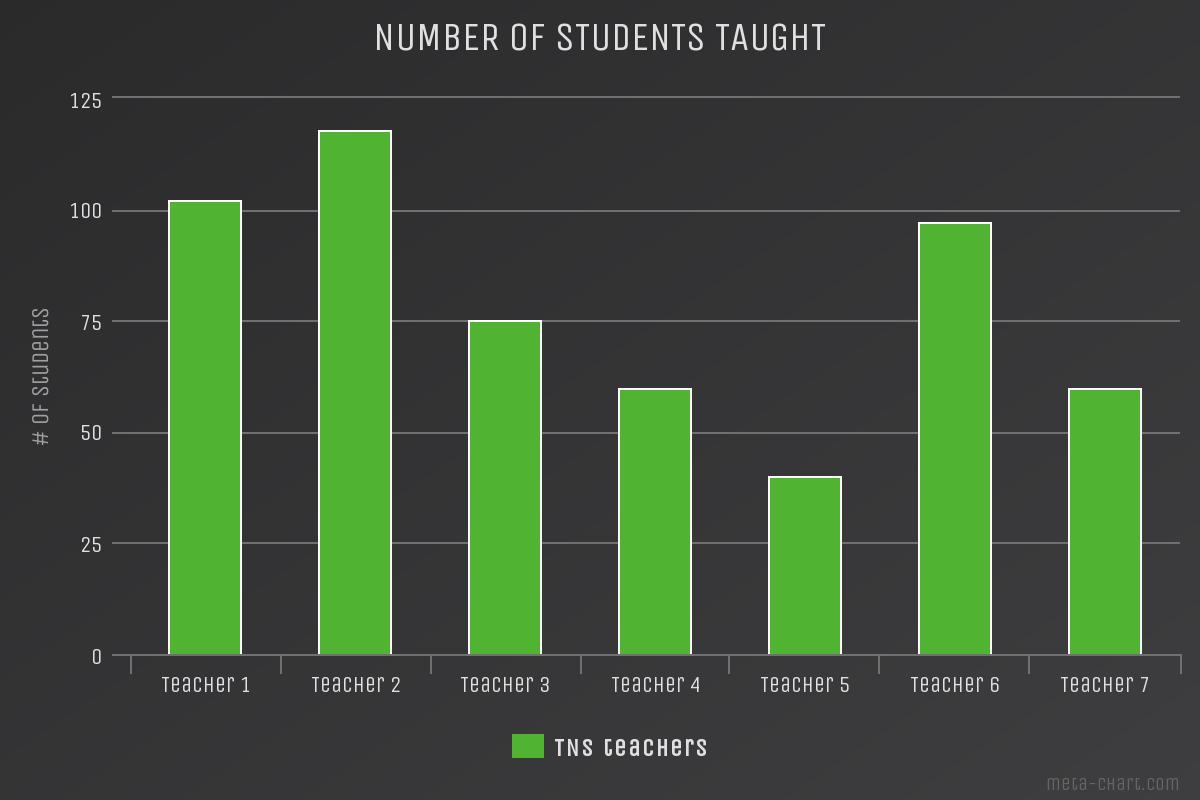 NUMBER OF STUDENTS TAUGHT
125
100
75
50
25
0
# OF STUDENTS
Teacher 1
Teacher 2
Teacher 3
Teacher 4
Teacher 5
Teacher 6
Teacher 7
TNS teachers
meta-chart.com